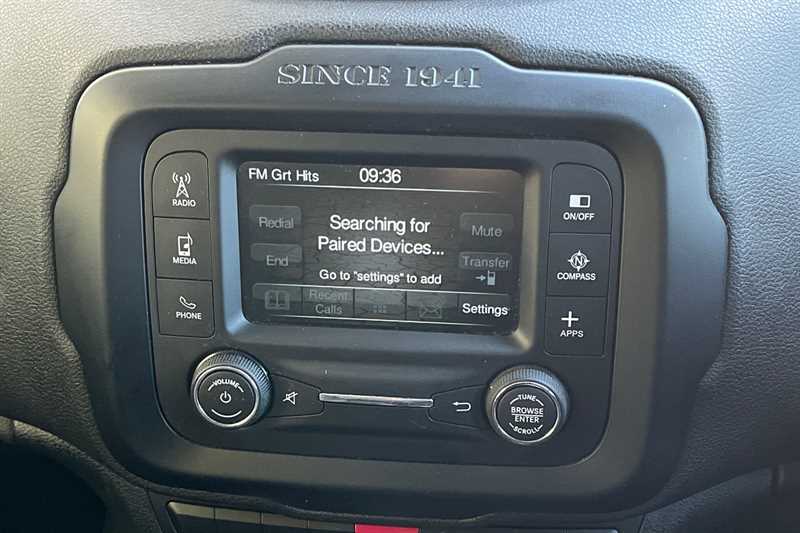 SINCE 1941
FM Grt Hits 09:36
RADIO
MEDIA
PHONE
Redial
End
Searching for
Paired Devices...
Go to "settings" to add
Mute
Transfer
Recent
Calls
Settings
ON/OFF
N
COMPASS
APPS
VOLUME
TUNE
BROWSE
ENTER
SCROLL